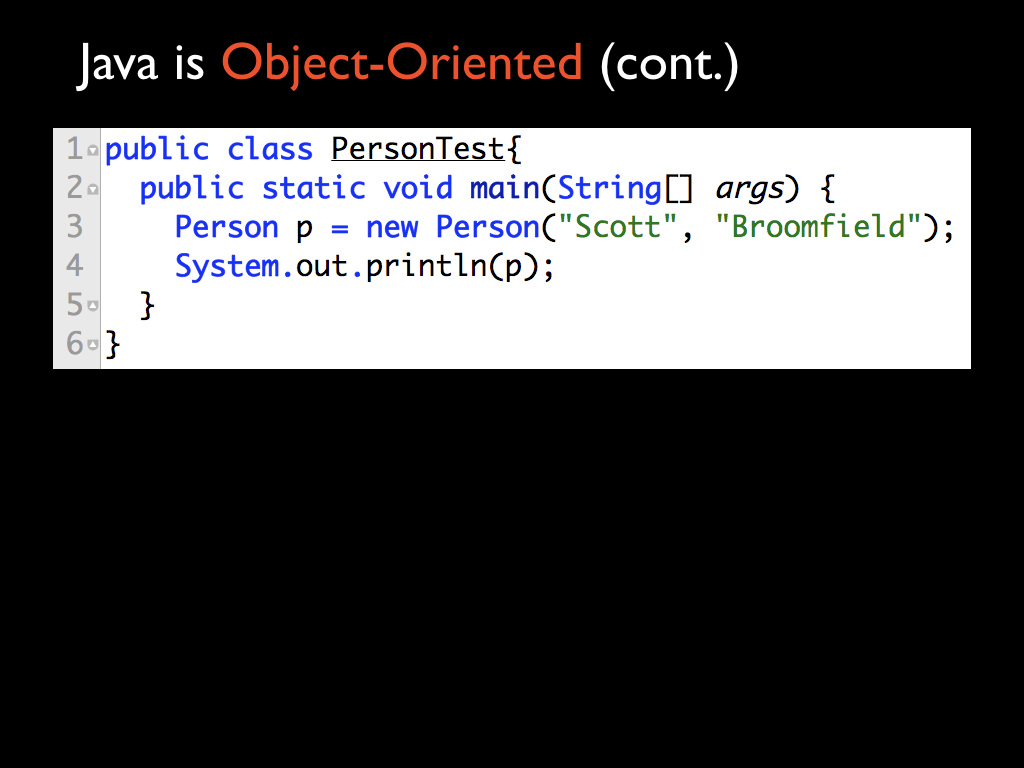 Java is Object-Oriented (cont.)
1 public class PersonTest{
2   public static void main(String[] args) {
3     Person p = new Person("Scott", "Broomfield");
4     System.out.println(p);
5   }
6 }